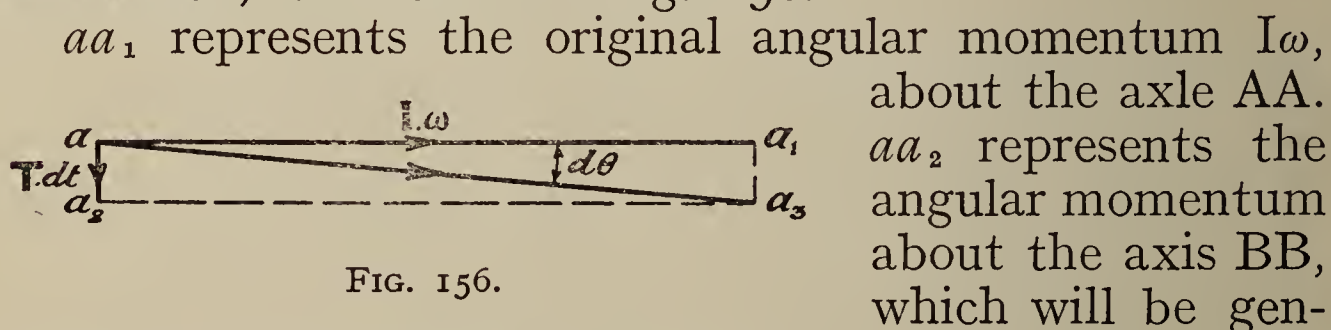 aa₁ represents the original angular momentum Iω,
about the axle AA.
aa₂ represents the
angular momentum
about the axis BB,
which will be gen-
I.ω
a
a₁
T.dt
dθ
a₂
a₃
FIG. 156.